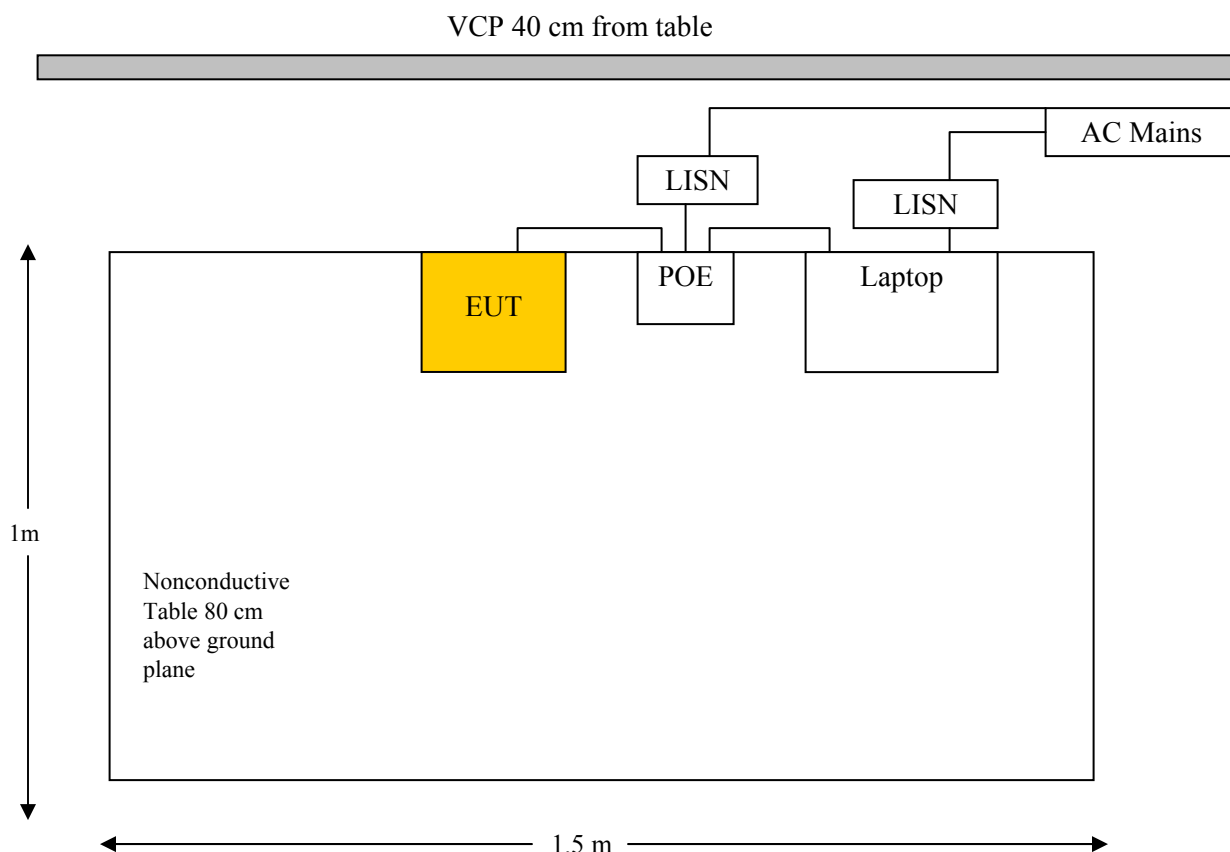 VCP 40 cm from table
AC Mains
LISN
LISN
EUT
POE
Laptop
1m
Nonconductive
Table 80 cm
above ground
plane
1.5 m